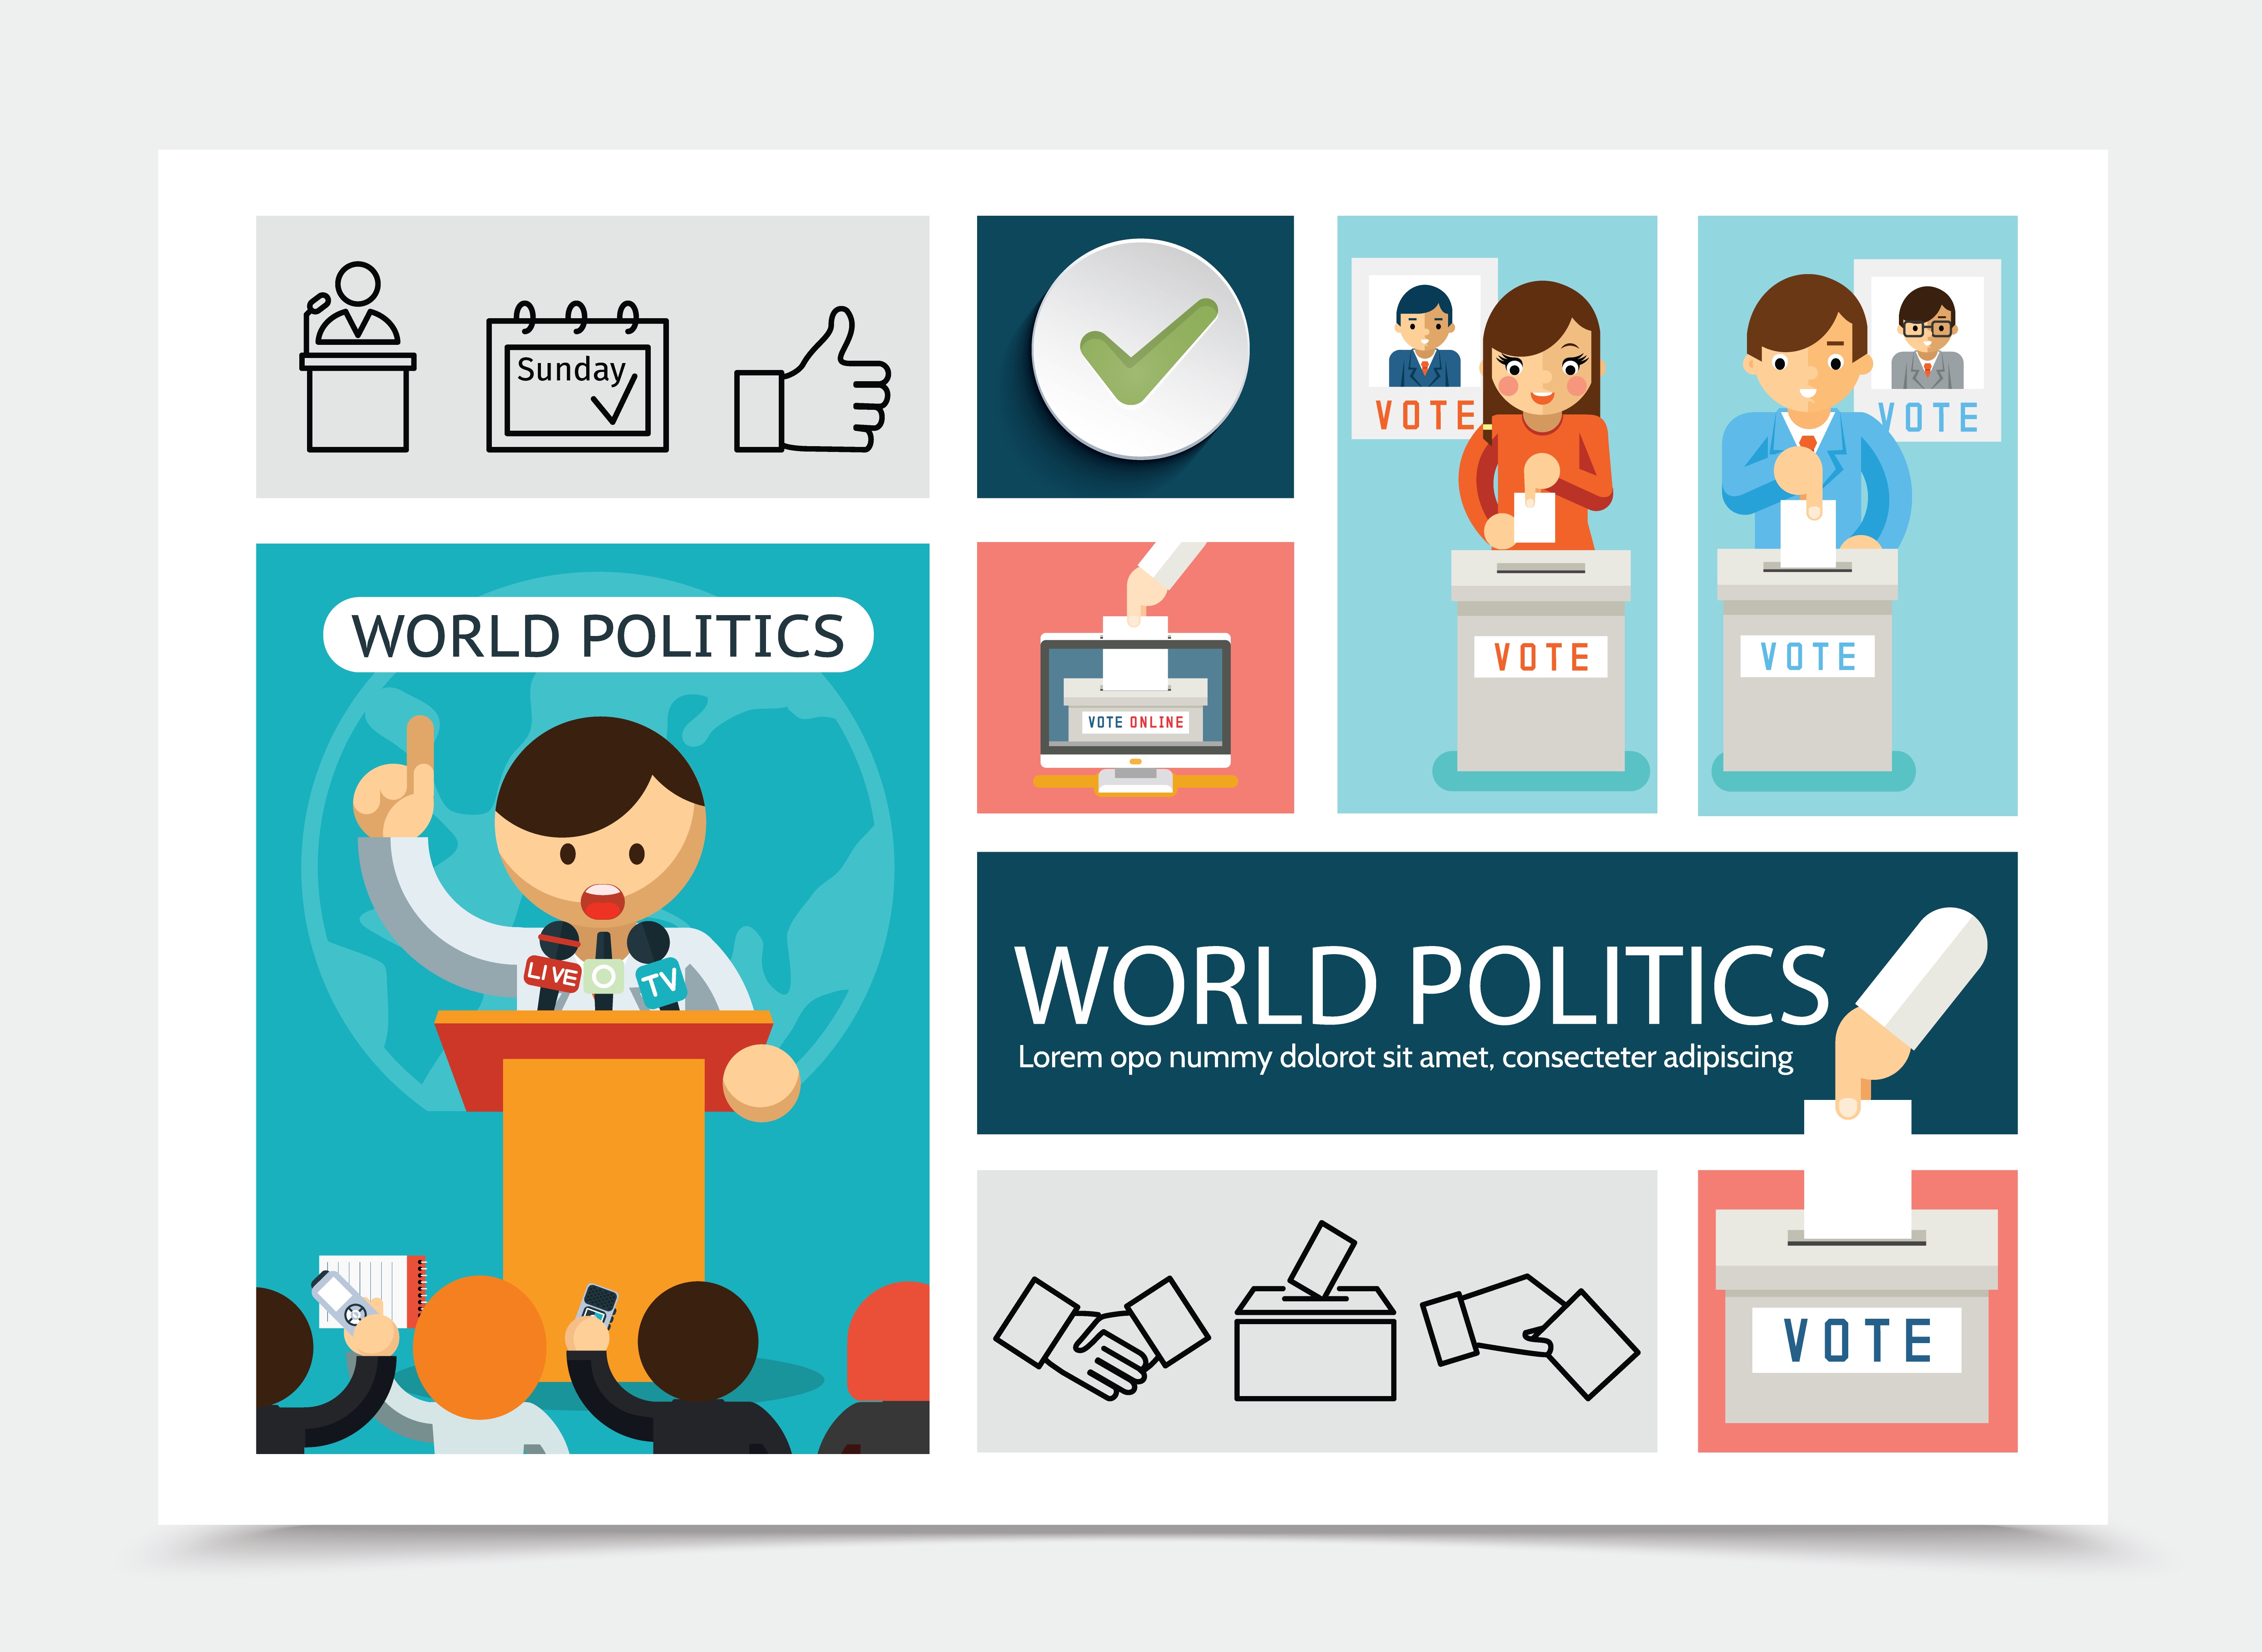 Sunday
VOTE
VOTE
VOTE
VOTE
VOTE ONLINE
WORLD POLITICS
LIVE
TV
WORLD POLITICS
Lorem opo nummy dolorot sit amet, consecteter adipiscing
VOTE